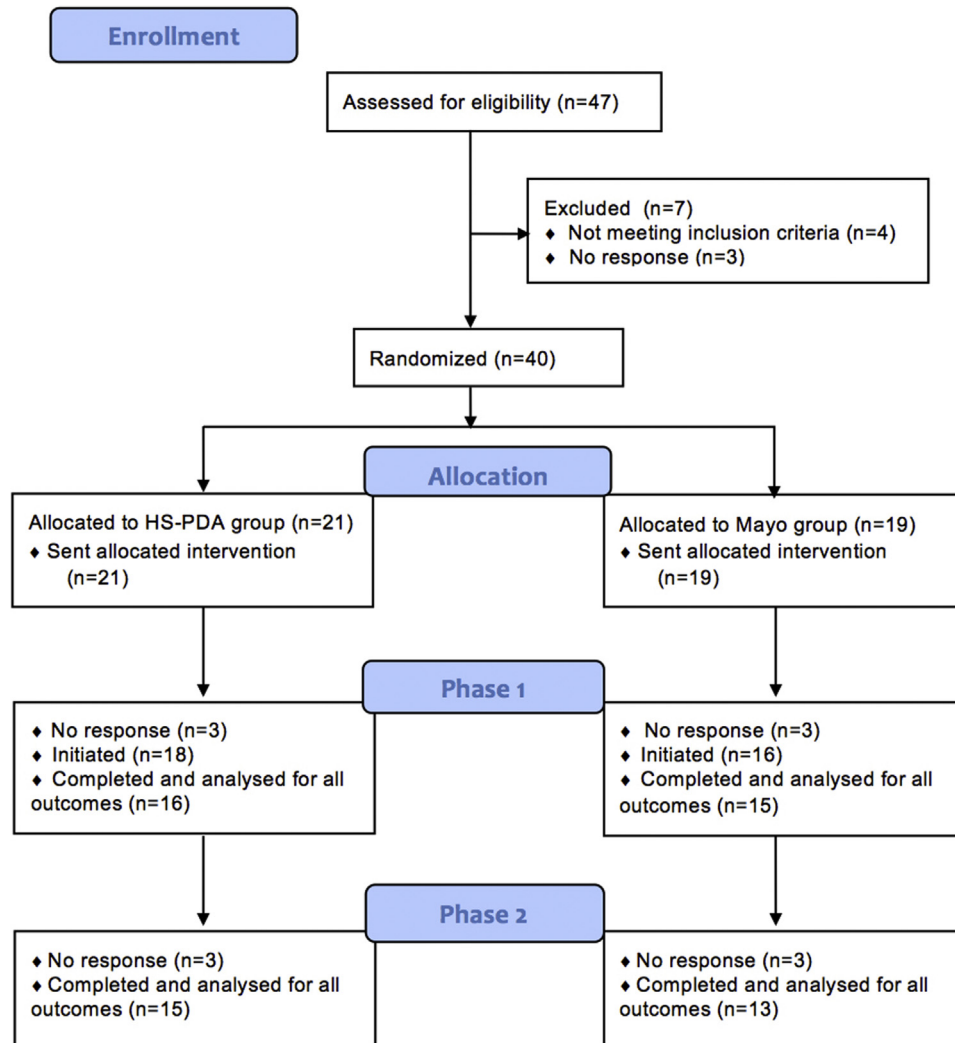 Enrollment
Assessed for eligibility (n=47)
Excluded (n=7)
♦ Not meeting inclusion criteria (n=4)
♦ No response (n=3)
Randomized (n=40)
Allocation
Allocated to HS-PDA group (n=21)
♦ Sent allocated intervention
(n=21)
Allocated to Mayo group (n=19)
♦ Sent allocated intervention
(n=19)
Phase 1
♦ No response (n=3)
♦ Initiated (n=18)
♦ Completed and analysed for all
outcomes (n=16)
♦ No response (n=3)
♦ Initiated (n=16)
♦ Completed and analysed for all
outcomes (n=15)
Phase 2
♦ No response (n=3)
♦ Completed and analysed for all
outcomes (n=15)
♦ No response (n=3)
♦ Completed and analysed for all
outcomes (n=13)